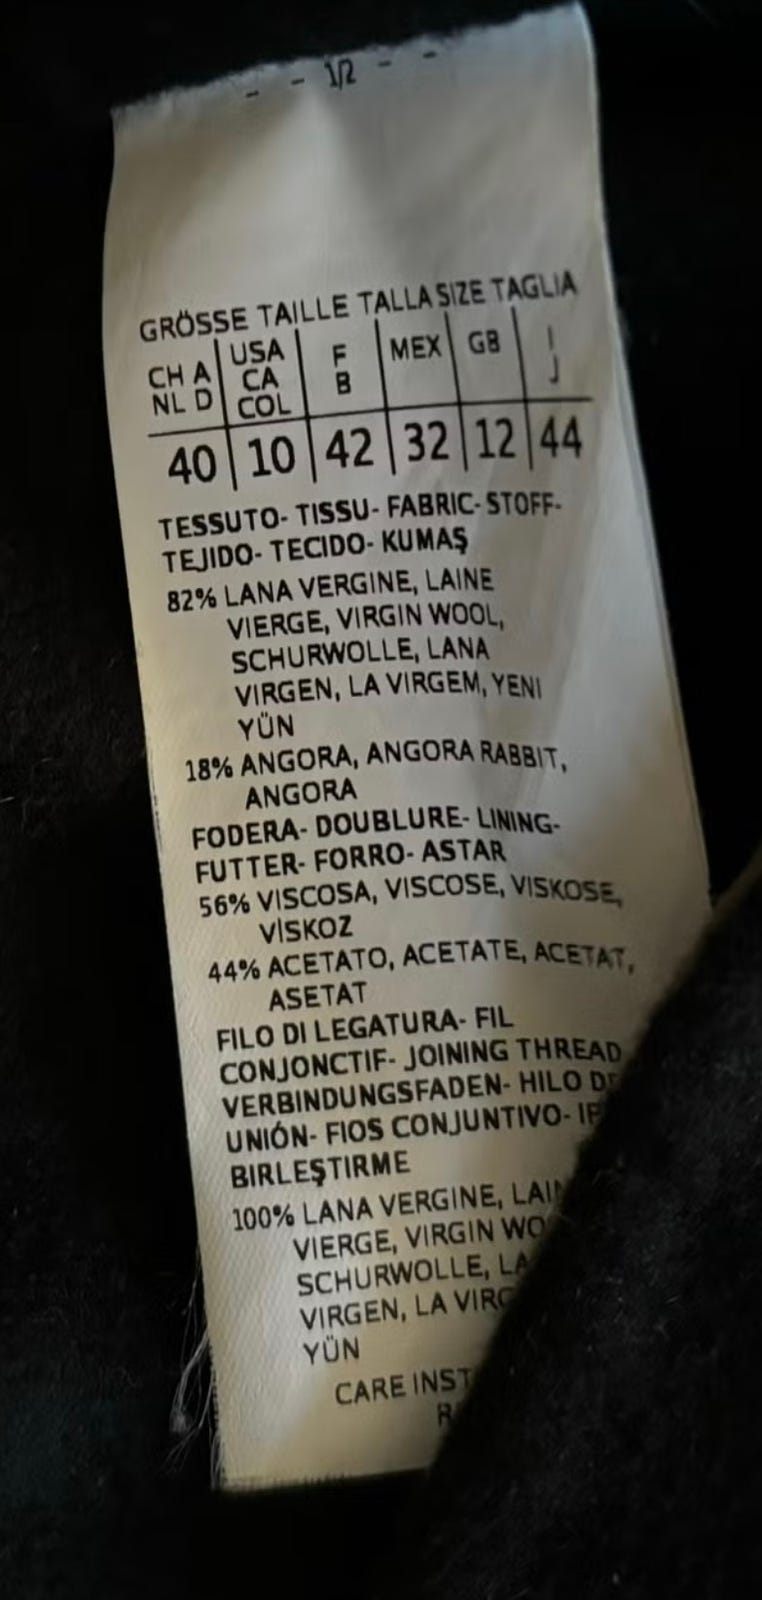 - - 1/2 - -
GRÖSSE TAILLE TALLA SIZE TAGLIA
CH A NL D | USA CA COL | F B | MEX | GB | I J
40 | 10 | 42 | 32 | 12 | 44
TESSUTO- TISSU- FABRIC- STOFF-
TEJIDO- TECIDO- KUMAŞ
82% LANA VERGINE, LAINE
VIERGE, VIRGIN WOOL,
SCHURWOLLE, LANA
VIRGEN, LA VIRGEM, YENI
YÜN
18% ANGORA, ANGORA RABBIT,
ANGORA
FODERA- DOUBLURE- LINING-
FUTTER- FORRO- ASTAR
56% VISCOSA, VISCOSE, VISKOSE,
VİSKOZ
44% ACETATO, ACETATE, ACETAT,
ASETAT
FILO DI LEGATURA- FIL
CONJONCTIF- JOINING THREAD
VERBINDUNGSFADEN- HILO
UNIÓN- FIOS CONJUNTIVO-
BIRLEŞTIRME
100% LANA VERGINE,
VIERGE, VIRGIN
SCHURWOLLE,
VIRGEN, LA
YÜN
CARE